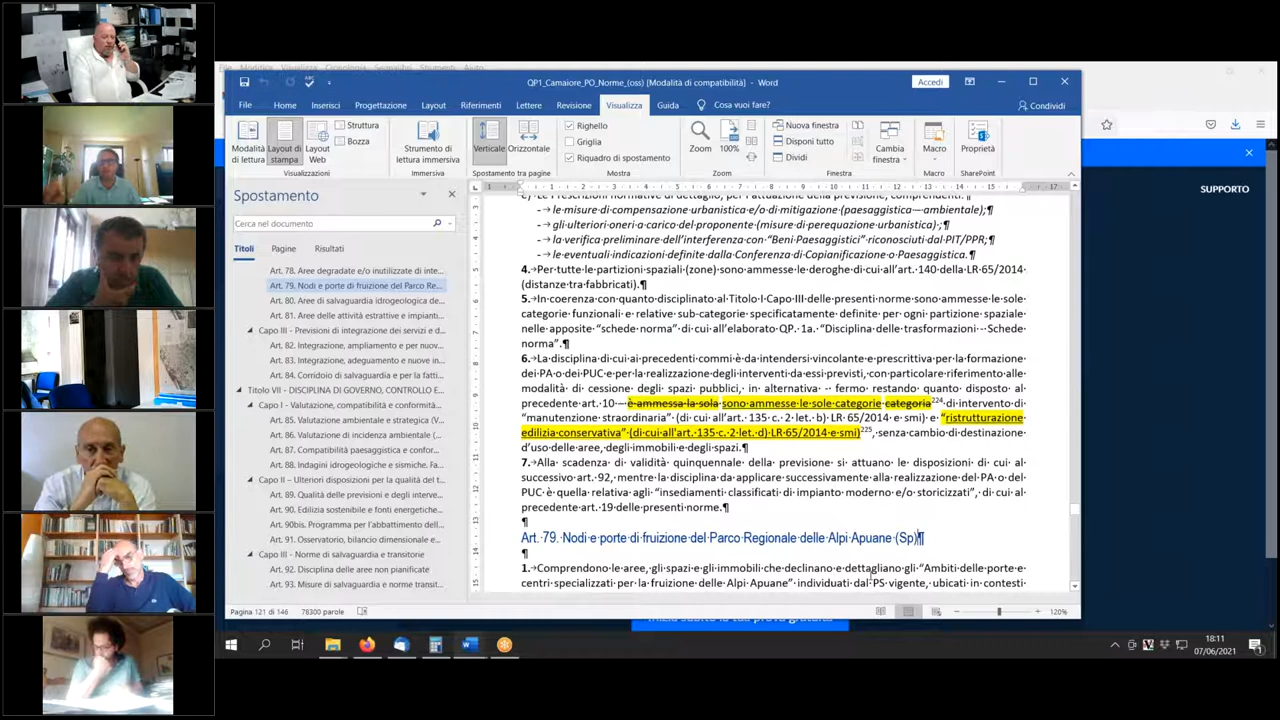 QP1_Camaiore_PO_Norme_(oss) [Modalità di compatibilità] - Word
Accedi
File Home Inserisci Progettazione Layout Riferimenti Lettere Revisione Visualizza Guida Cosa vuoi fare? Condividi
Modalità di lettura
Layout di stampa
Layout Web
Struttura
Bozza
Visualizzazioni
Strumenti di lettura immersiva
Immersiva
Verticale
Orizzontale
Spostamento tra pagine
Righello
Griglia
Riquadro di spostamento
Mostra
Zoom
100%
Zoom
Nuova finestra
Disponi tutto
Dividi
Cambia finestra
Finestra
Macro
Macro
Proprietà
SharePoint
SUPPORTO
Spostamento
Cerca nel documento
Titoli Pagine Risultati
Art. 78. Aree degradate e/o inutilizzate di inte...
Art. 79. Nodi e porte di fruizione del Parco Re...
Art. 80. Aree di salvaguardia idrogeologica de...
Art. 81. Aree delle attività estrattive e impianti...
Capo III - Previsioni di integrazione dei servizi e d...
Art. 82. Integrazione, ampliamento e per nuov...
Art. 83. Integrazione, adeguamento e nuove in...
Art. 84. Corridoio di salvaguardia e per la fatti...
Titolo VII - DISCIPLINA DI GOVERNO, CONTROLLO E...
Capo I - Valutazione, compatibilità e conformità...
Art. 85. Valutazione ambientale e strategica (V...
Art. 86. Valutazione di incidenza ambientale (...
Art. 87. Compatibilità paesaggistica e confor...
Art. 88. Indagini idrogeologiche e sismiche. Fa...
Capo II – Ulteriori disposizioni per la qualità del t...
Art. 89. Qualità delle previsioni e degli interve...
Art. 90. Edilizia sostenibile e fonti energetiche...
Art. 90bis. Programma per l'abbattimento dell...
Art. 91. Osservatorio, bilancio dimensionale e...
Capo III - Norme di salvaguardia e transitorie
Art. 92. Aree e disciplina non pianificate
Art. 93. Misure di salvaguardia e norme transit...
c) Le Prescrizioni normative di dettaglio, per l'attuazione della previsione, comprendenti: ¶
-→le misure di compensazione urbanistica e/o di mitigazione (paesaggistica – ambientale);¶
-→gli ulteriori oneri a carico del proponente (misure di perequazione urbanistica) ;¶
-→la verifica preliminare dell'interferenza con “Beni Paesaggistici” riconosciuti dal PIT/PPR;¶
-→le eventuali indicazioni definite dalla Conferenza di Copianificazione o Paesaggistica.¶
4.→Per tutte le partizioni spaziali (zone) sono ammesse le deroghe di cui all'art. 140 della LR 65/2014
(distanze tra fabbricati).¶
5.→In coerenza con quanto disciplinato al Titolo I Capo III delle presenti norme sono ammesse le sole
categorie funzionali e relative sub-categorie specificatamente definite per ogni partizione spaziale
nelle apposite “schede norma” di cui all'elaborato QP. 1a. “Disciplina delle trasformazioni - Schede
norma”.¶
6.→La disciplina di cui ai precedenti commi è da intendersi vincolante e prescrittiva per la formazione
dei PA o dei PUC e per la realizzazione degli interventi da essi previsti, con particolare riferimento alle
modalità di cessione degli spazi pubblici, in alternativa - fermo restando quanto disposto al
precedente art. 10 – è ammessa la sola sono ammesse le sole categorie categoria224 di intervento di
“manutenzione straordinaria” (di cui all'art. 135 c. 2 let. b) LR 65/2014 e smi) e “ristrutturazione
edilizia conservativa” (di cui all'art. 135 c. 2 let. d) LR 65/2014 e smi)225, senza cambio di destinazione
d'uso delle aree, degli immobili e degli spazi.¶
7.→Alla scadenza di validità quinquennale della previsione si attuano le disposizioni di cui al
successivo art. 92, mentre la disciplina da applicare successivamente alla realizzazione del PA o del
PUC è quella relativa agli “insediamenti classificati di impianto moderno e/o storicizzati”, di cui al
precedente art. 19 delle presenti norme.¶
¶
Art. 79. Nodi e porte di fruizione del Parco Regionale delle Alpi Apuane (Sp)¶
¶
1.→Comprendono le aree, gli spazi e gli immobili che declinano e dettagliano gli “Ambiti delle porte e
centri specializzati per la fruizione delle Alpi Apuane” individuati dal PS vigente, ubicati in contesti
Pagina 121 di 146 78300 parole 120%
18:11
07/06/2021